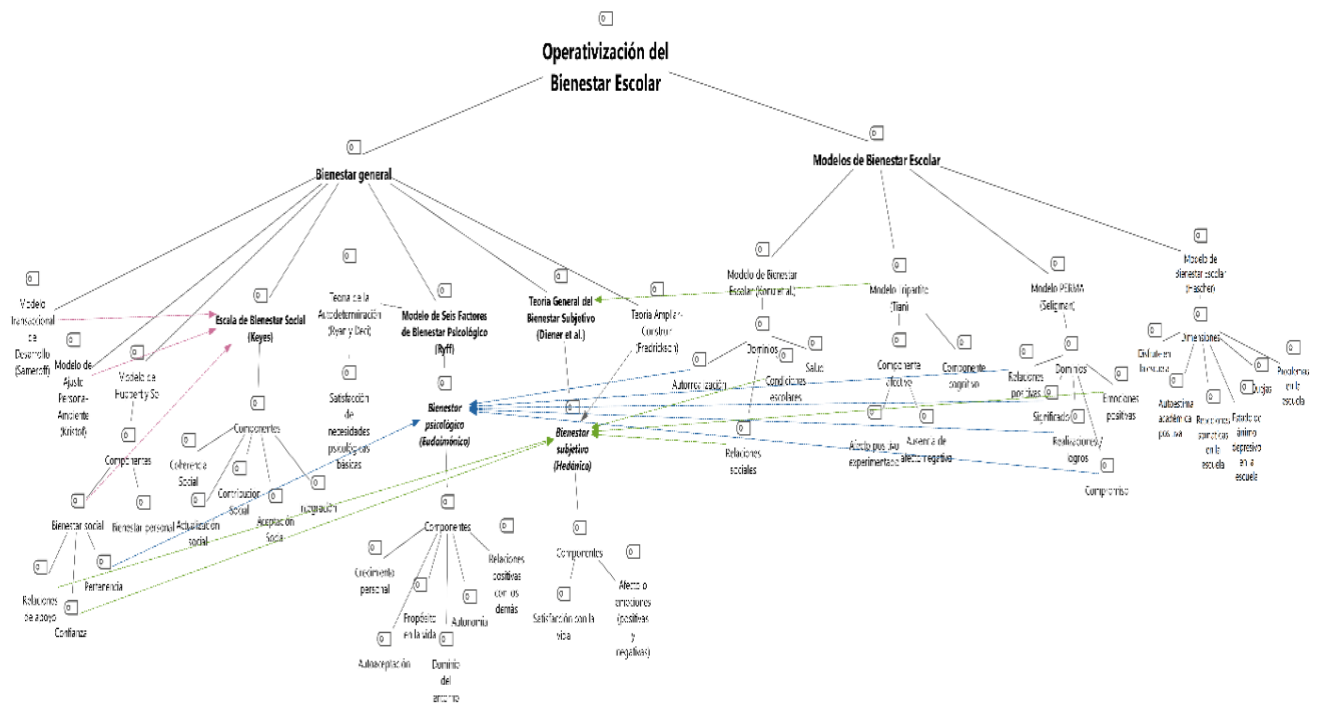 Operativización del
Bienestar Escolar
Bienestar general
Modelos de Bienestar Escolar
Modelo
Transaccional
de
Desarrollo
(Sameroff)
Modelo de
Ajuste
Persona-
Ambiente
(Kristof)
Modelo de
Huppert y So
Escala de Bienestar Social
(Keyes)
Teoría de la
Autodeterminación
(Ryan y Deci)
Modelo de Seis Factores
de Bienestar Psicológico
(Ryff)
Teoría General del
Bienestar Subjetivo
(Diener et al.)
Teoría Ampliar-
Construir
(Fredrickson)
Modelo de Bienestar
Escolar (Konu et al.)
Modelo Tripartito
(Tian)
Modelo PERMA
(Seligman)
Modelo de
Bienestar Escolar
(Hascher)
Componentes
Bienestar social
Bienestar personal
Relaciones
de apoyo
Confianza
Pertenencia
Componentes
Coherencia
Social
Actualización
social
Contribución
Social
Aceptación
Social
Integración
Satisfacción
de
necesidades
psicológicas
básicas
Bienestar
psicológico
(Eudaimónico)
Componentes
Crecimiento
personal
Autoaceptación
Propósito
en la vida
Dominio
del
entorno
Autonomía
Relaciones
positivas
con los
demás
Bienestar
subjetivo
(Hedónico)
Componentes
Satisfacción con la
vida
Afecto o
emociones
(positivas
y
negativas)
Dominios
Autorrealización
Relaciones
sociales
Condiciones
escolares
Salud
Componente
afectivo
Componente
cognitivo
Afecto positivo
experimentado
Ausencia de
afecto negativo
Dominios
Relaciones
positivas
Significado
Realizaciones/
logros
Compromiso
Emociones
positivas
Dimensiones
Disfrute en
la escuela
Autoestima
académica
positiva
Reacciones
somáticas
en la
escuela
Estado de
ánimo
depresivo
en la
escuela
Quejas
Problemas
en la
escuela